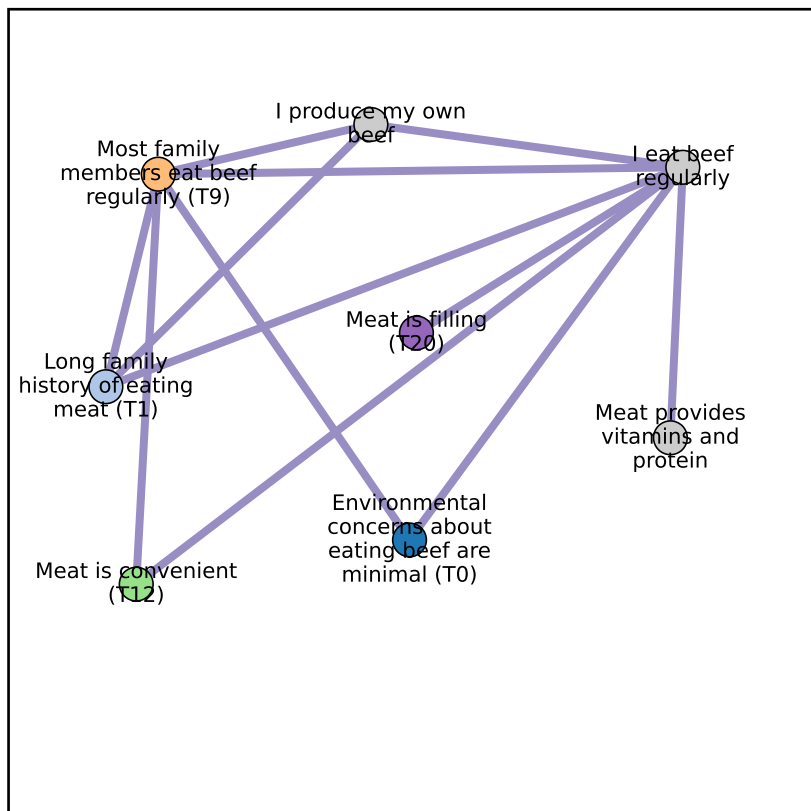 I produce my own
beef
Most family
members eat beef
regularly (T9)
I eat beef
regularly
Meat is filling
(T20)
Long family
history of eating
meat (T1)
Meat provides
vitamins and
protein
Environmental
concerns about
eating beef are
minimal (T0)
Meat is convenient
(T12)